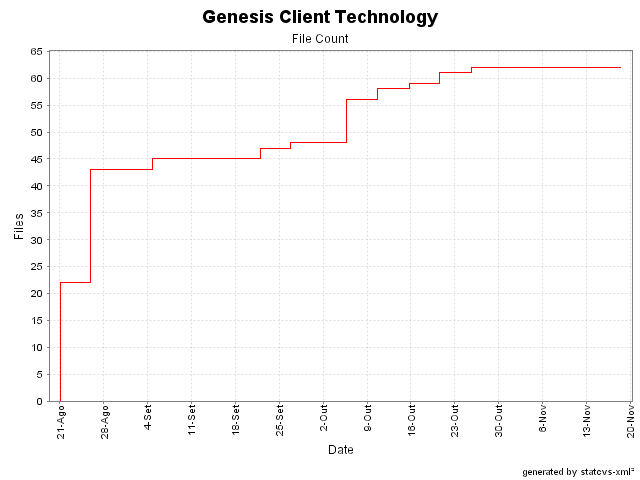 Genesis Client Technology
File Count
65
60
55
50
45
40
35
30
25
20
15
10
5
0
Files
21-Ago
28-Ago
4-Set
11-Set
18-Set
25-Set
2-Out
9-Out
16-Out
23-Out
30-Out
6-Nov
13-Nov
20-Nov
Date
generated by statcvs-xml²